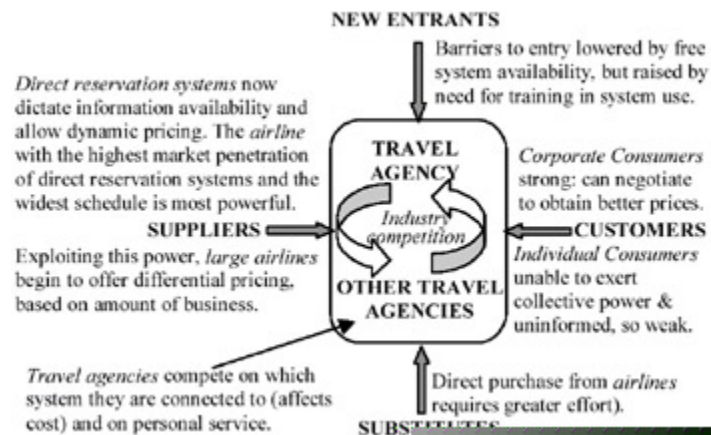 NEW ENTRANTS
Barriers to entry lowered by free
system availability, but raised by
need for training in system use.
Direct reservation systems now
dictate information availability and
allow dynamic pricing. The airline
with the highest market penetration
of direct reservation systems and the
widest schedule is most powerful.
SUPPLIERS
Exploiting this power, large airlines
begin to offer differential pricing,
based on amount of business.
TRAVEL
AGENCY
Industry
competition
OTHER TRAVEL
AGENCIES
Corporate Consumers
strong: can negotiate
to obtain better prices.
CUSTOMERS
Individual Consumers
unable to exert
collective power &
uninformed, so weak.
Travel agencies compete on which
system they are connected to (affects
cost) and on personal service.
Direct purchase from airlines
requires greater effort).
SUBSTITUTES